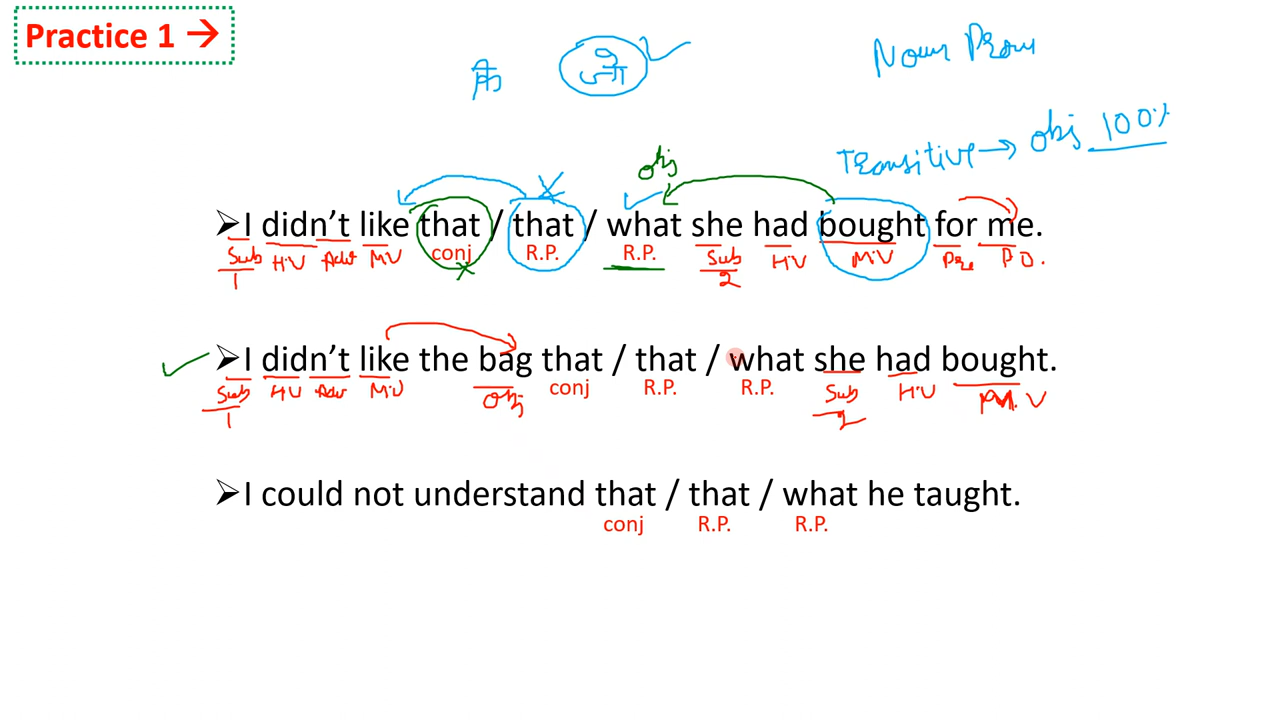 Practice 1 →
कि जो Noun Pron
Transitive → obj 100%
obj
➢I didn't like that / that / what she had bought for me.
conj R.P. R.P.
Sub H.V Adv M.V Sub H.V M.V Pre P.O.
1 2
➢I didn't like the bag that / that / what she had bought.
conj R.P. R.P.
Sub H.V Adv M.V Obj Sub H.V M.V
1 2
➢I could not understand that / that / what he taught.
conj R.P. R.P.